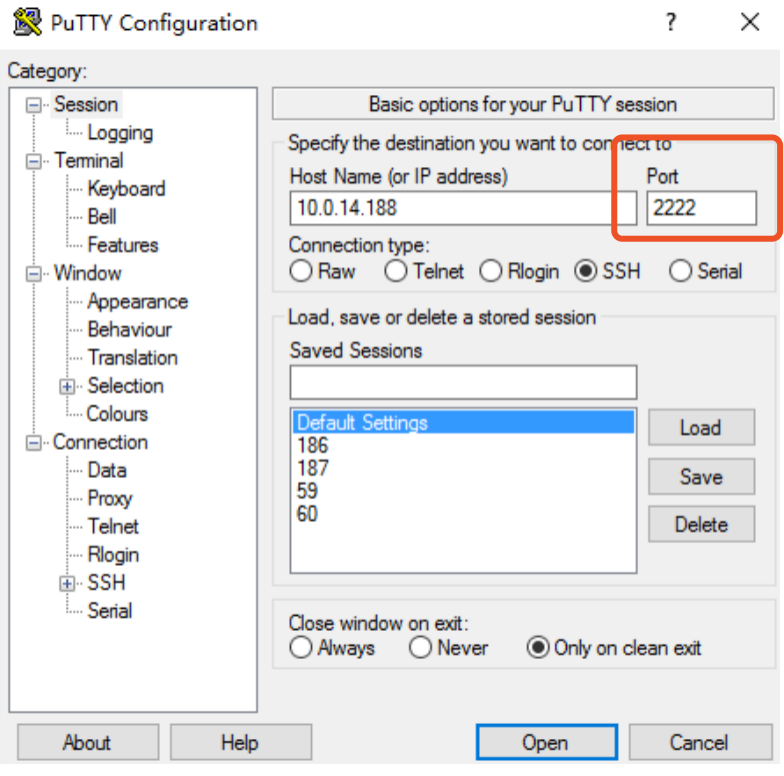 PuTTY Configuration
?
Category:
Session
Logging
Terminal
Keyboard
Bell
Features
Window
Appearance
Behaviour
Translation
Selection
Colours
Connection
Data
Proxy
Telnet
Rlogin
SSH
Serial
Basic options for your PuTTY session
Specify the destination you want to connect to
Host Name (or IP address) Port
10.0.14.188 2222
Connection type:
Raw Telnet Rlogin SSH Serial
Load, save or delete a stored session
Saved Sessions
Default Settings
186
187
59
60
Load
Save
Delete
Close window on exit:
Always Never Only on clean exit
About Help Open Cancel